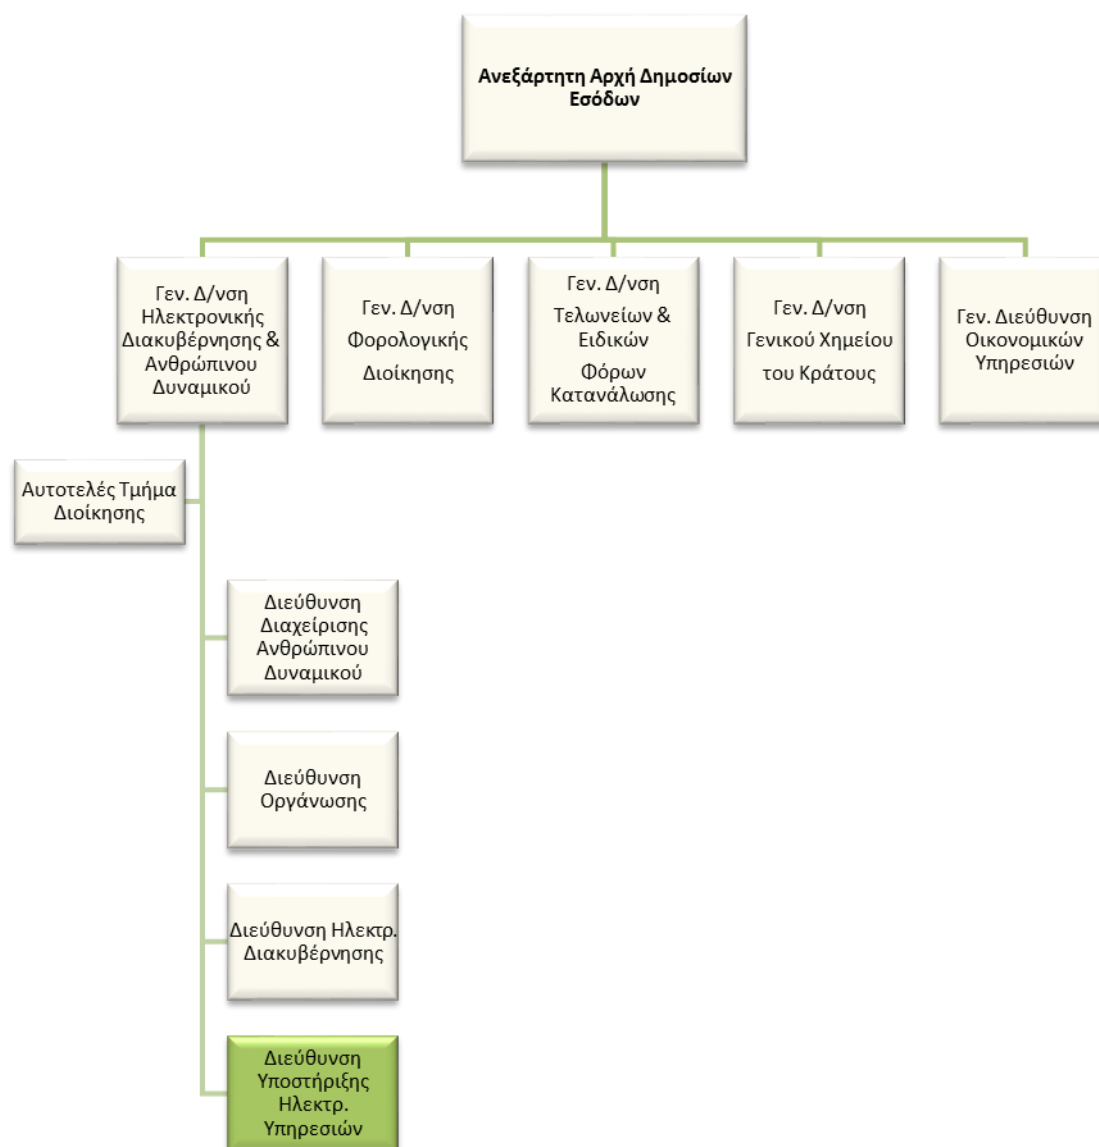 Ανεξάρτητη Αρχή Δημοσίων
Εσόδων
Γεν. Δ/νση
Ηλεκτρονικής
Διακυβέρνησης &
Ανθρώπινου
Δυναμικού
Γεν. Δ/νση
Φορολογικής
Διοίκησης
Γεν. Δ/νση
Τελωνείων &
Ειδικών
Φόρων
Κατανάλωσης
Γεν. Δ/νση
Γενικού Χημείου
του Κράτους
Γεν. Διεύθυνση
Οικονομικών
Υπηρεσιών
Αυτοτελές Τμήμα
Διοίκησης
Διεύθυνση
Διαχείρισης
Ανθρώπινου
Δυναμικού
Διεύθυνση
Οργάνωσης
Διεύθυνση Ηλεκτρ.
Διακυβέρνησης
Διεύθυνση
Υποστήριξης
Ηλεκτρ.
Υπηρεσιών